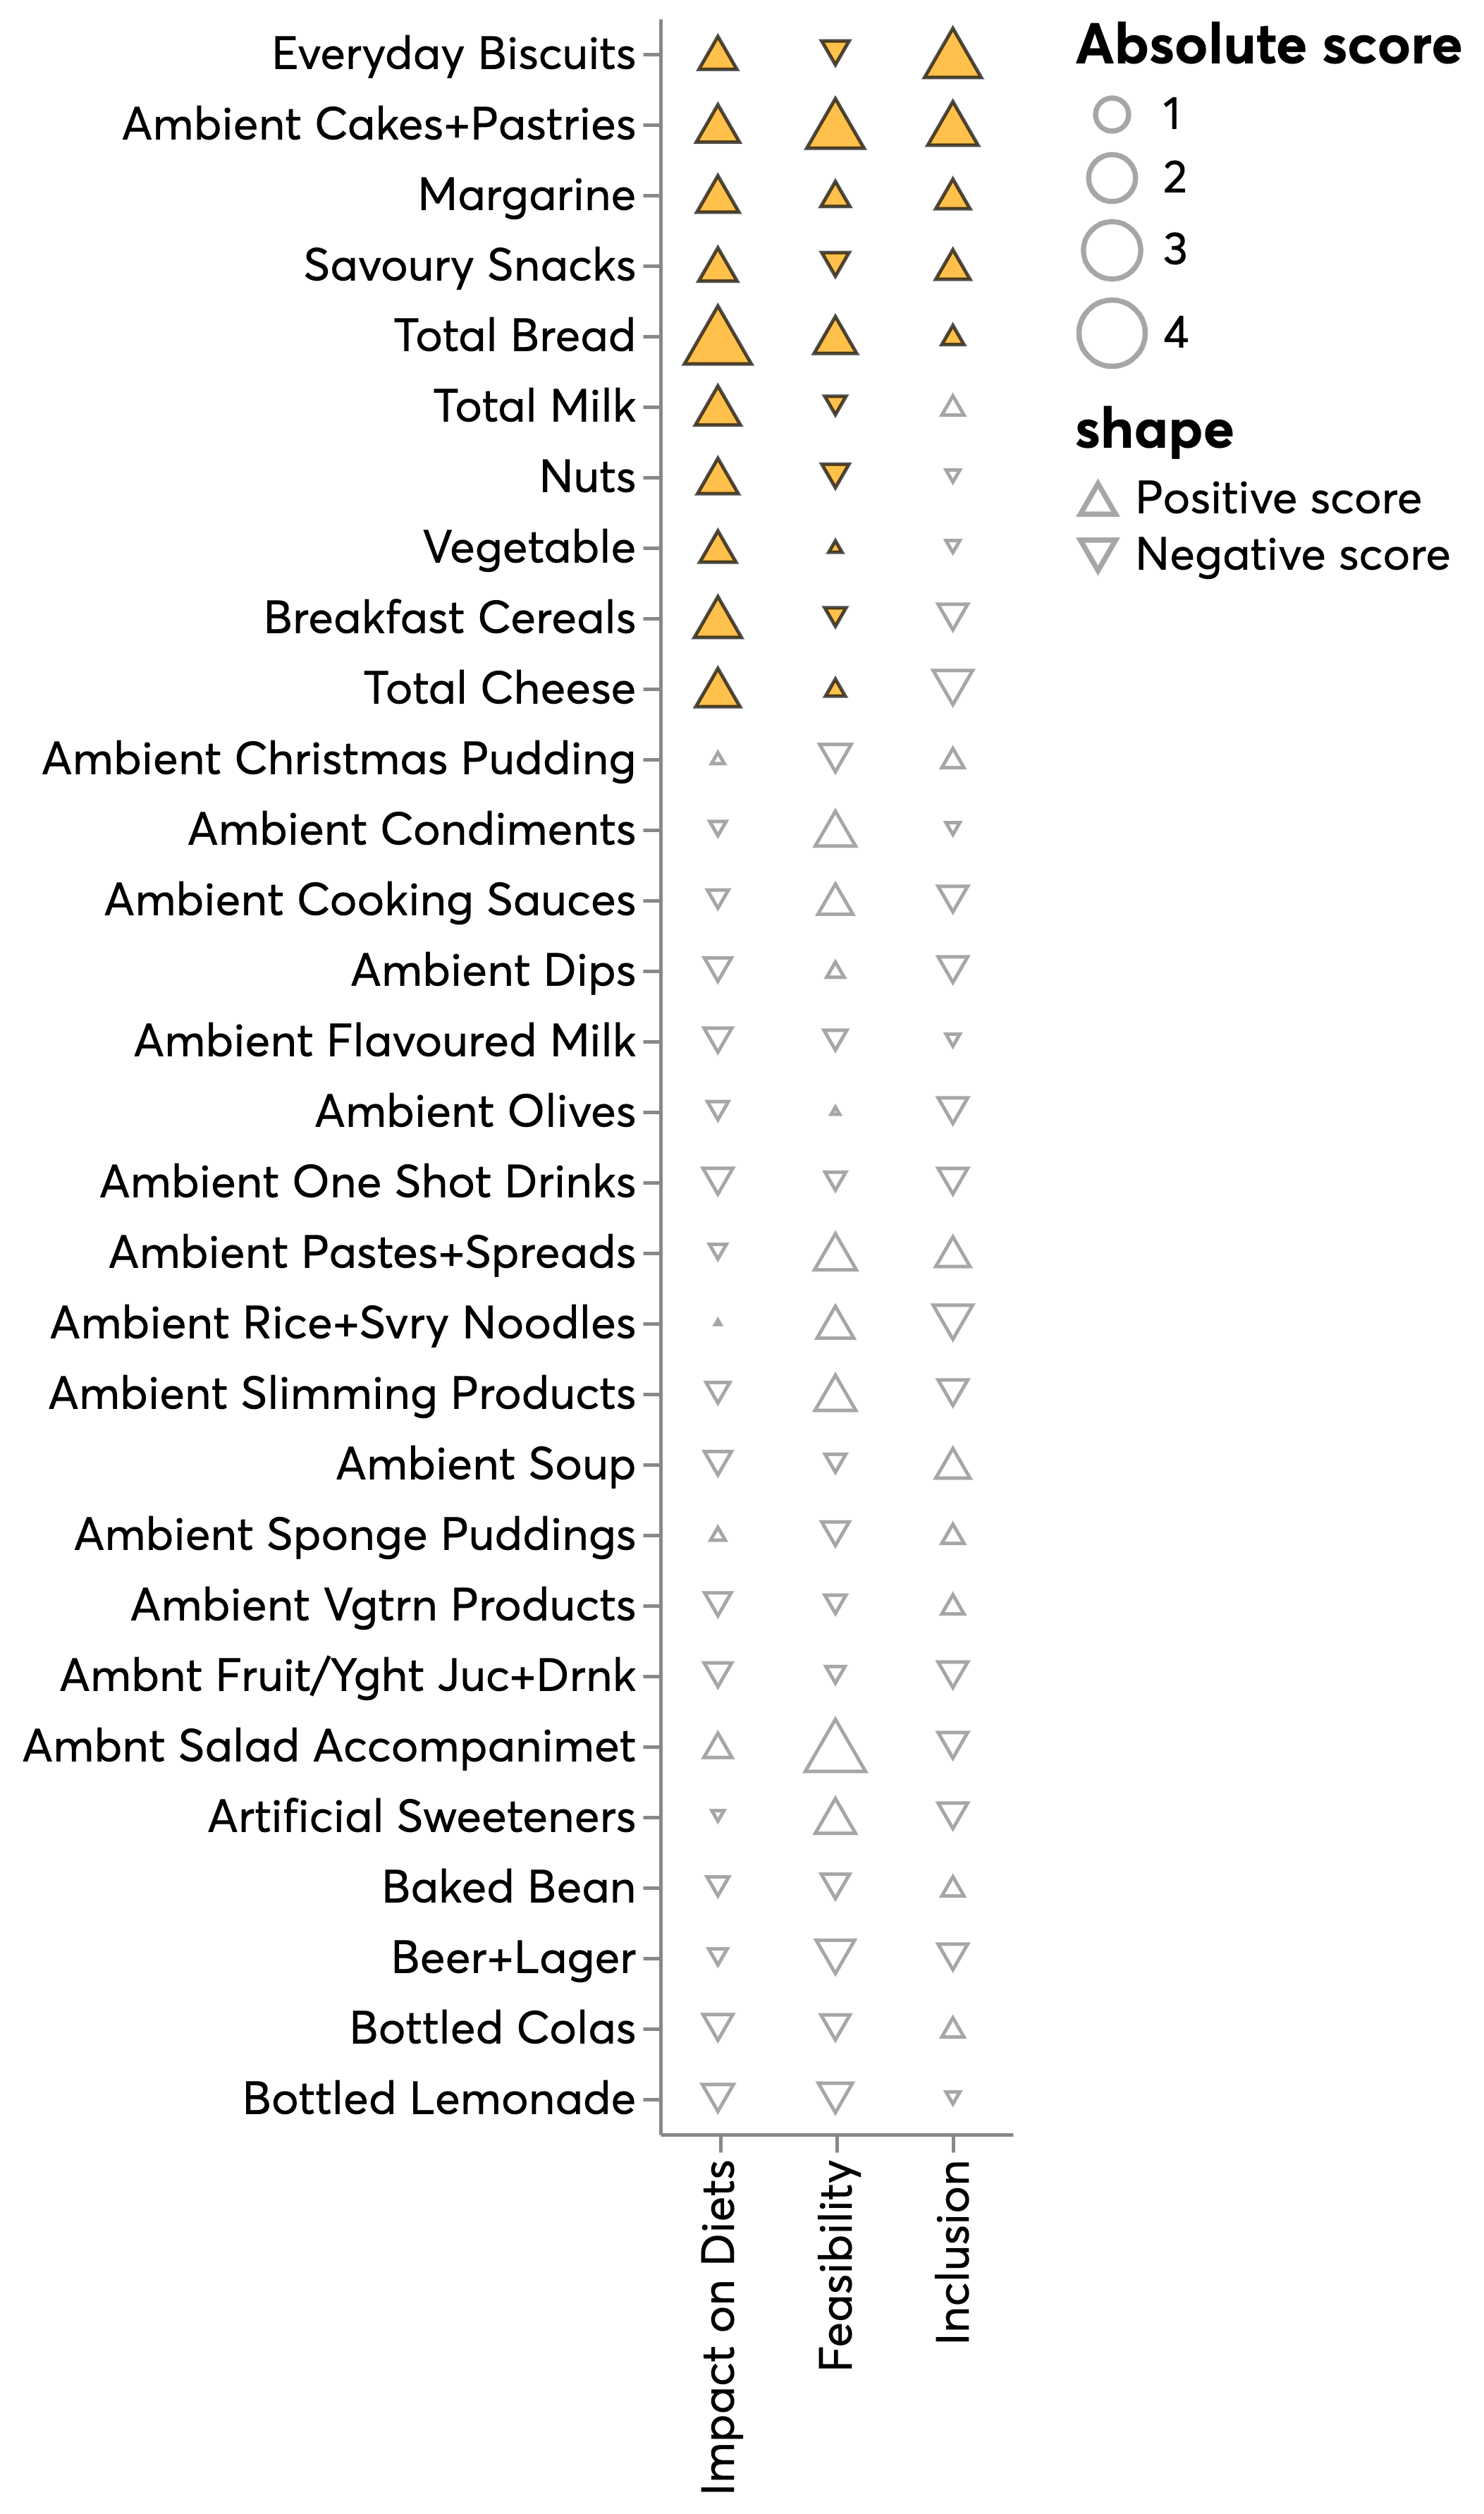 Everyday Biscuits
Ambient Cakes+Pastries
Margarine
Savoury Snacks
Total Bread
Total Milk
Nuts
Vegetable
Breakfast Cereals
Total Cheese
Ambient Christmas Pudding
Ambient Condiments
Ambient Cooking Sauces
Ambient Dips
Ambient Flavoured Milk
Ambient Olives
Ambient One Shot Drinks
Ambient Pastes+Spreads
Ambient Rice+Svry Noodles
Ambient Slimming Products
Ambient Soup
Ambient Sponge Puddings
Ambient Vgtrn Products
Ambnt Fruit/Yght Juc+Drnk
Ambnt Salad Accompanimet
Artificial Sweeteners
Baked Bean
Beer+Lager
Bottled Colas
Bottled Lemonade
Impact on Diets
Feasibility
Inclusion
Absolute score
1
2
3
4
shape
Positive score
Negative score